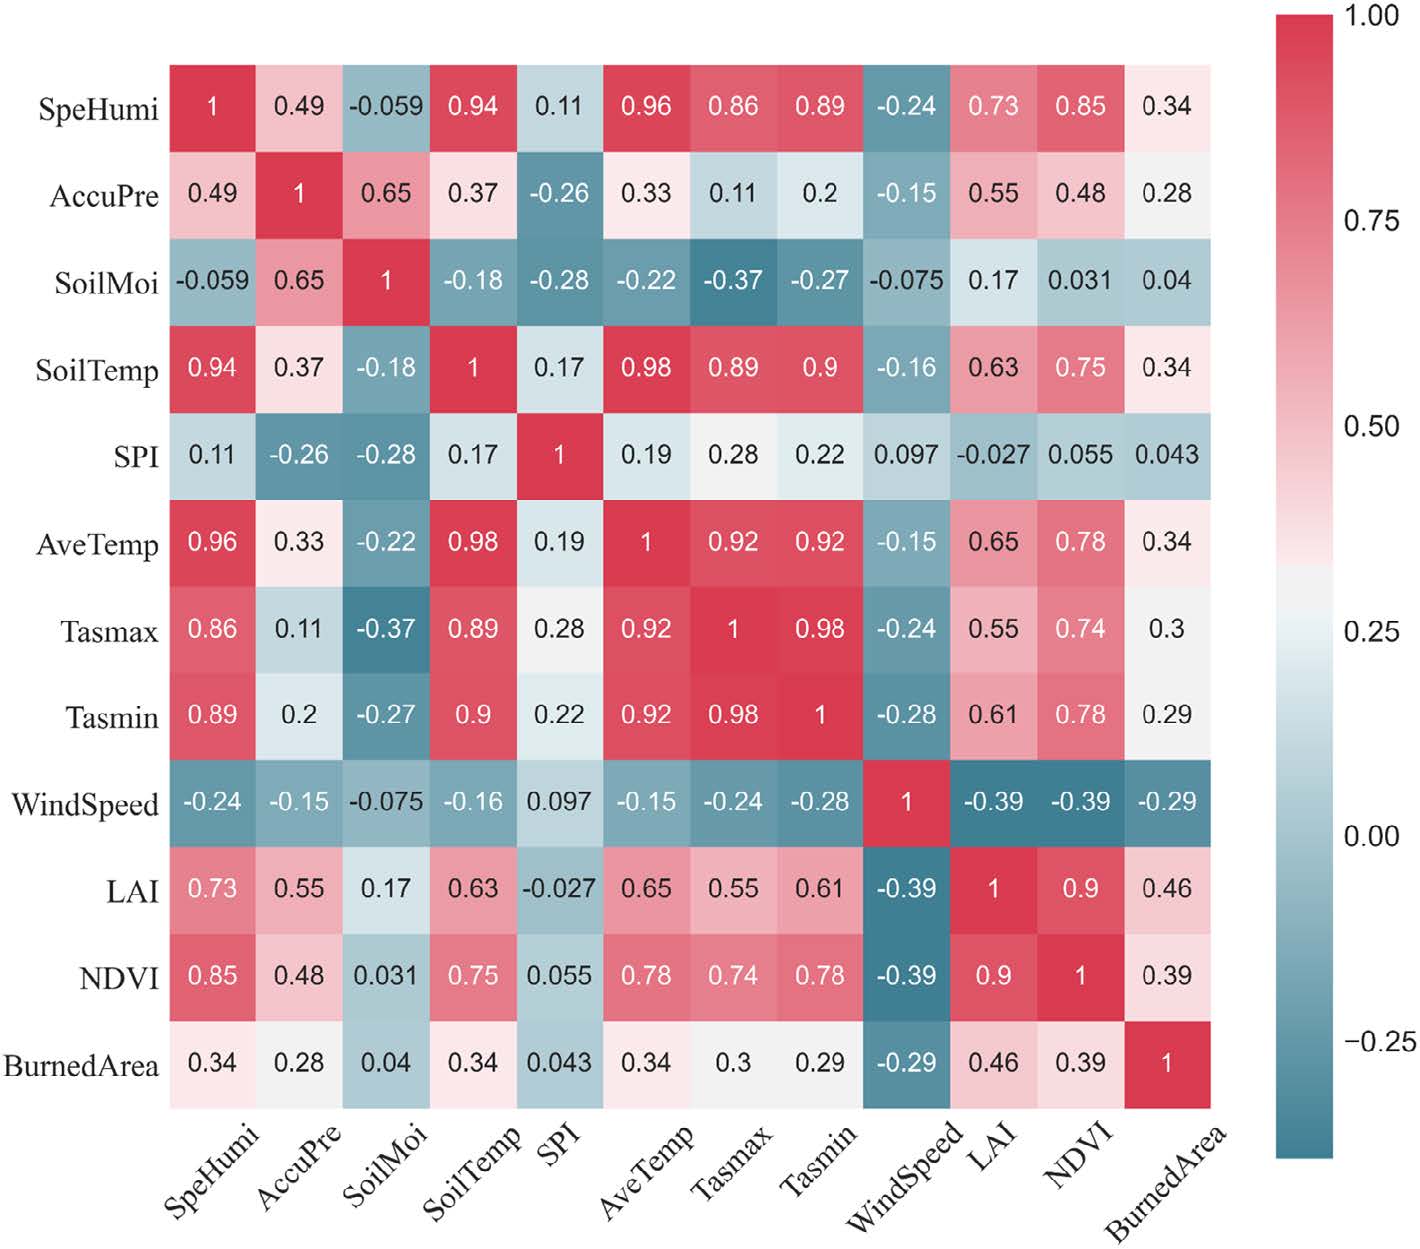 SpeHumi 1 0.49 -0.059 0.94 0.11 0.96 0.86 0.89 -0.24 0.73 0.85 0.34
AccuPre 0.49 1 0.65 0.37 -0.26 0.33 0.11 0.2 -0.15 0.55 0.48 0.28
SoilMoi -0.059 0.65 1 -0.18 -0.28 -0.22 -0.37 -0.27 -0.075 0.17 0.031 0.04
SoilTemp 0.94 0.37 -0.18 1 0.17 0.98 0.89 0.9 -0.16 0.63 0.75 0.34
SPI 0.11 -0.26 -0.28 0.17 1 0.19 0.28 0.22 0.097 -0.027 0.055 0.043
AveTemp 0.96 0.33 -0.22 0.98 0.19 1 0.92 0.92 -0.15 0.65 0.78 0.34
Tasmax 0.86 0.11 -0.37 0.89 0.28 0.92 1 0.98 -0.24 0.55 0.74 0.3
Tasmin 0.89 0.2 -0.27 0.9 0.22 0.92 0.98 1 -0.28 0.61 0.78 0.29
WindSpeed -0.24 -0.15 -0.075 -0.16 0.097 -0.15 -0.24 -0.28 1 -0.39 -0.39 -0.29
LAI 0.73 0.55 0.17 0.63 -0.027 0.65 0.55 0.61 -0.39 1 0.9 0.46
NDVI 0.85 0.48 0.031 0.75 0.055 0.78 0.74 0.78 -0.39 0.9 1 0.39
BurnedArea 0.34 0.28 0.04 0.34 0.043 0.34 0.3 0.29 -0.29 0.46 0.39 1
SpeHumi AccuPre SoilMoi SoilTemp SPI AveTemp Tasmax Tasmin WindSpeed LAI NDVI BurnedArea
1.00
0.75
0.50
0.25
0.00
−0.25